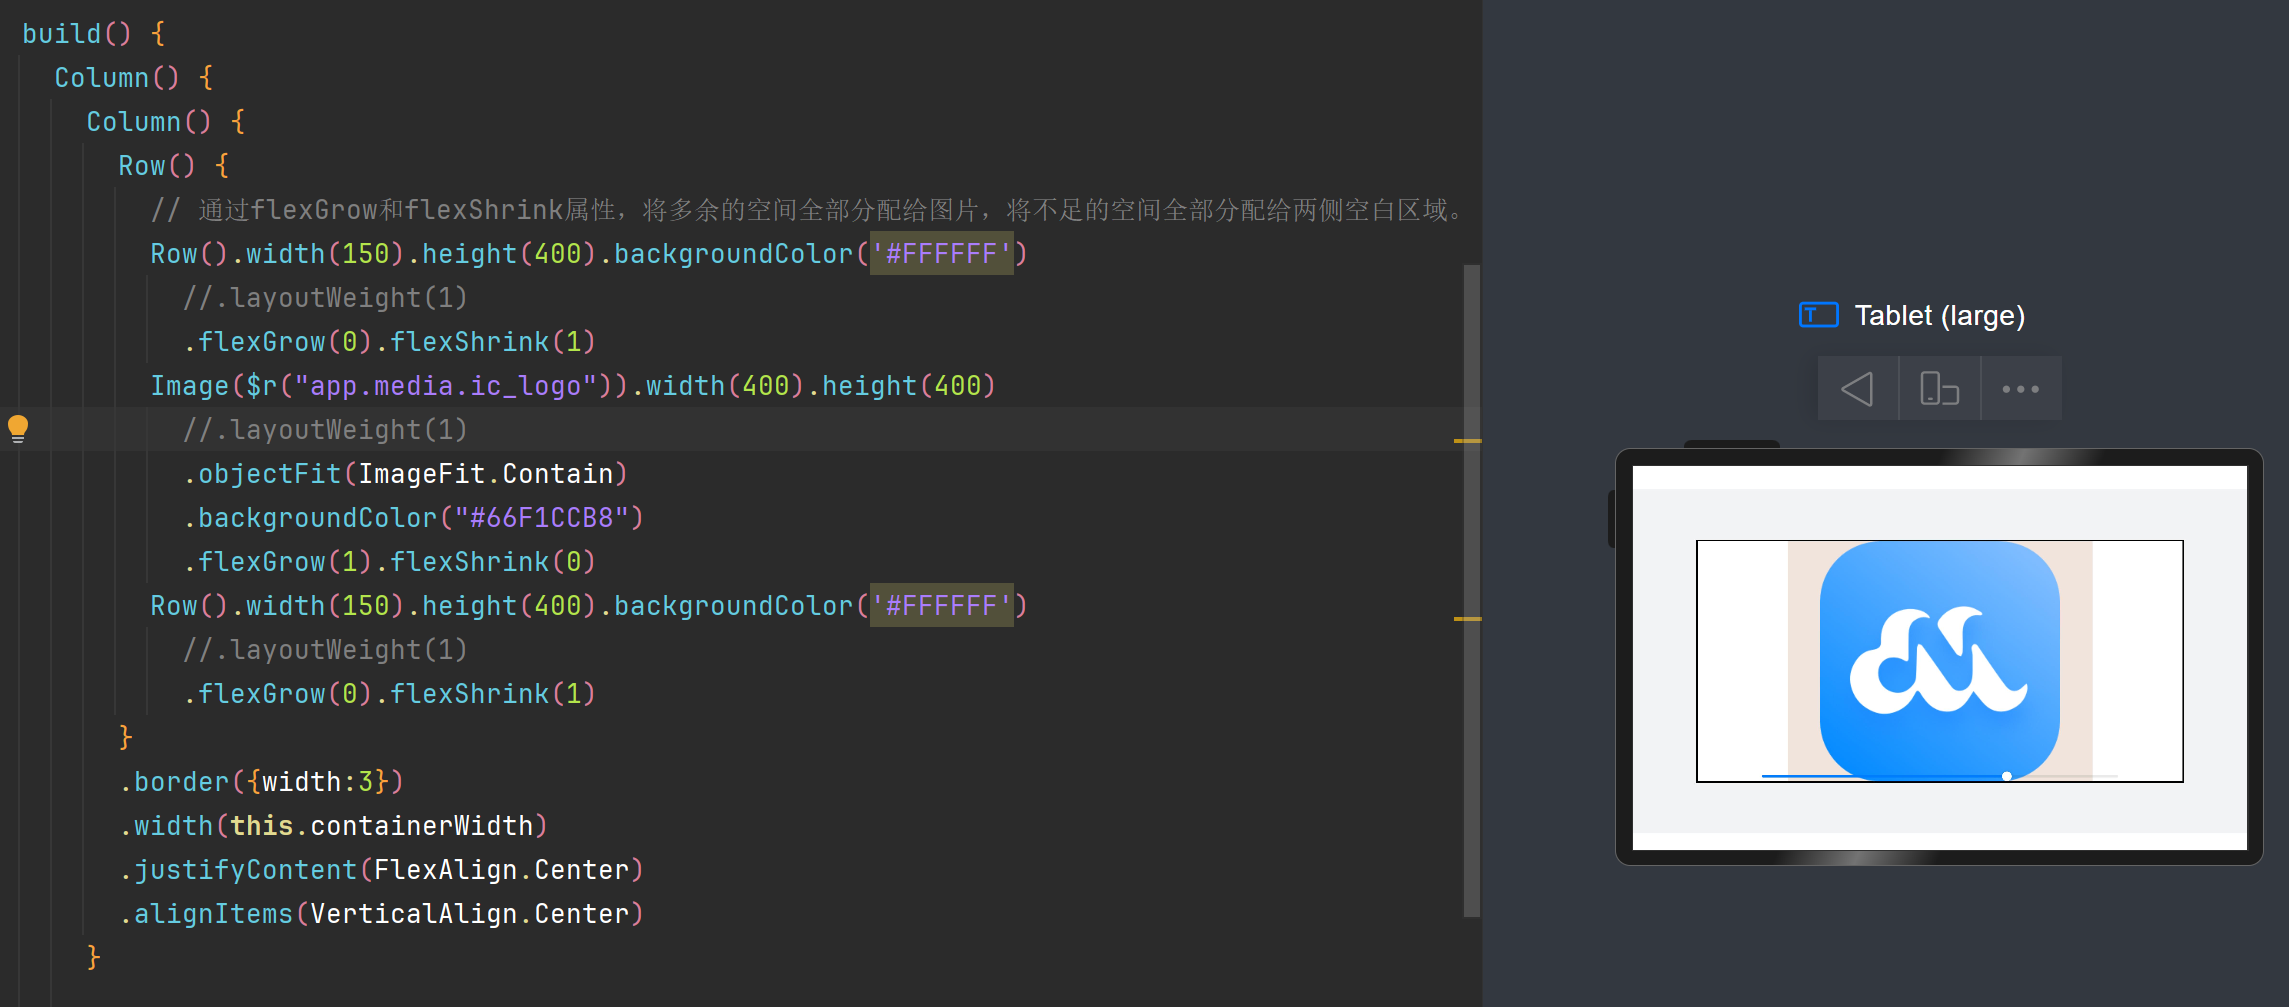 build() {
Column() {
Column() {
Row() {
// 通过flexGrow和flexShrink属性，将多余的空间全部分配给图片，将不足的空间全部分配给两侧空白区域。
Row().width(150).height(400).backgroundColor('#FFFFFF')
//.layoutWeight(1)
.flexGrow(0).flexShrink(1)
Image($r("app.media.ic_logo")).width(400).height(400)
//.layoutWeight(1)
.objectFit(ImageFit.Contain)
.backgroundColor("#66F1CCB8")
.flexGrow(1).flexShrink(0)
Row().width(150).height(400).backgroundColor('#FFFFFF')
//.layoutWeight(1)
.flexGrow(0).flexShrink(1)
}
.border({width:3})
.width(this.containerWidth)
.justifyContent(FlexAlign.Center)
.alignItems(VerticalAlign.Center)
}
T Tablet (large)